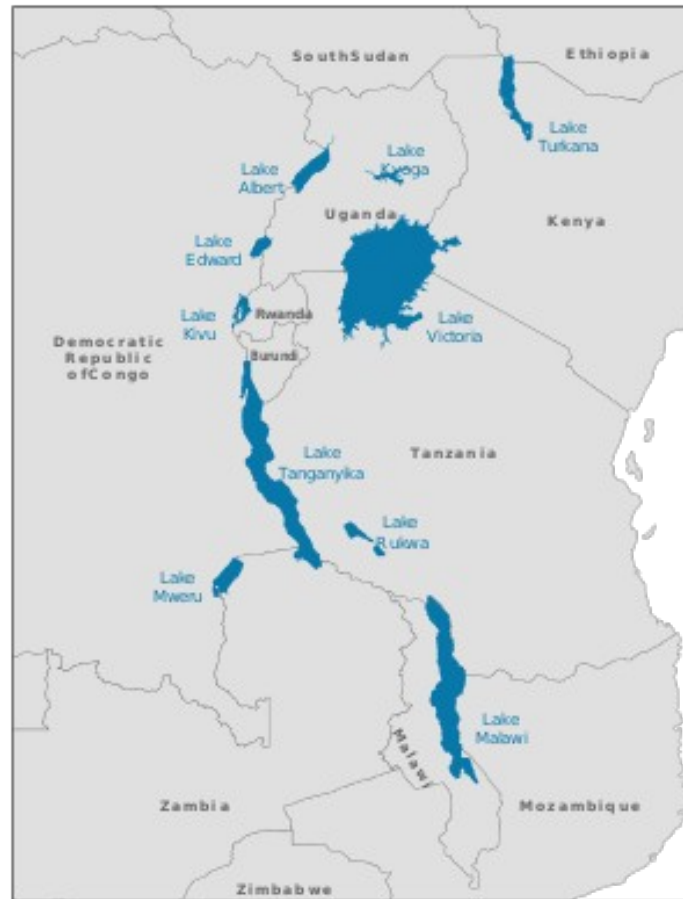 SouthSudan
Ethiopia
Lake
Turkana
Lake
Kyoga
Lake
Albert
Uganda
Kenya
Lake
Edward
Lake
Kivu
Rwanda
Lake
Victoria
Democratic
Republic
ofCongo
Burundi
Lake
Tanganyika
Tanzania
Lake
Rukwa
Lake
Mweru
Lake
Malawi
Malawi
Zambia
Mozambique
Zimbabwe